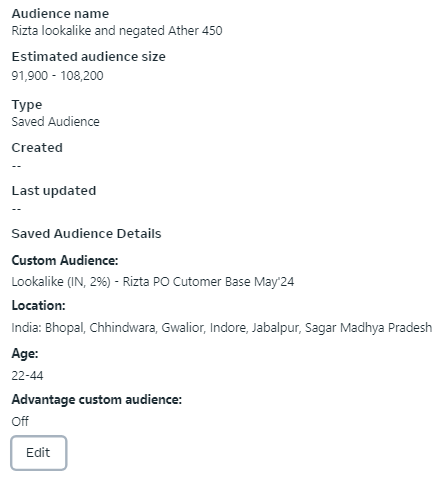 Audience name
Rizta lookalike and negated Ather 450
Estimated audience size
91,900 - 108,200
Type
Saved Audience
Created
--
Last updated
--
Saved Audience Details
Custom Audience:
Lookalike (IN, 2%) - Rizta PO Cutomer Base May'24
Location:
India: Bhopal, Chhindwara, Gwalior, Indore, Jabalpur, Sagar Madhya Pradesh
Age:
22-44
Advantage custom audience:
Off
Edit